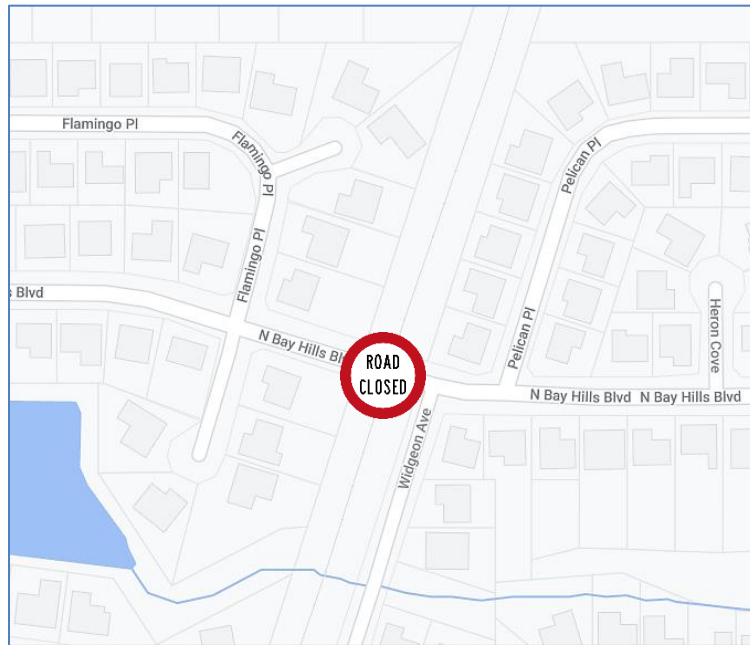 Flamingo Pl
Flamingo Pl
Pelican Pl
Flamingo Pl
s Blvd
Heron Cove
N Bay Hills Bl
ROAD
CLOSED
Pelican Pl
N Bay Hills Blvd
N Bay Hills Blvd
Widgeon Ave